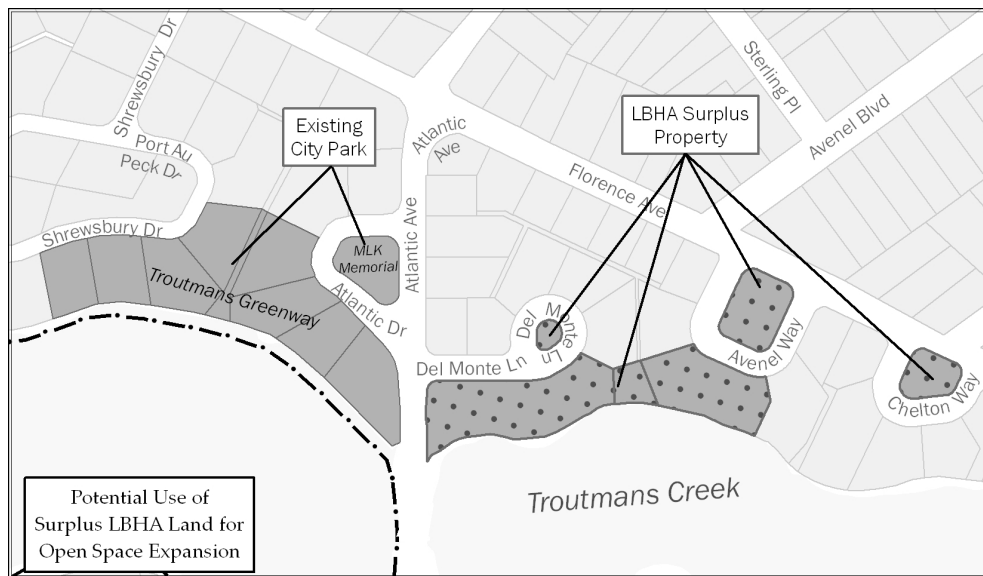 Shrewsbury Dr
Port Au
Peck Dr
Shrewsbury Dr
Existing
City Park
Atlantic
Ave
Atlantic Ave
MLK
Memorial
Troutmans Greenway
Atlantic Dr
LBHA Surplus
Property
Sterling Pl
Avenel Blvd
Florence Ave
Del
Monte
Ln
Del Monte Ln
Avenel Way
Chelton Way
Troutmans Creek
Potential Use of
Surplus LBHA Land for
Open Space Expansion